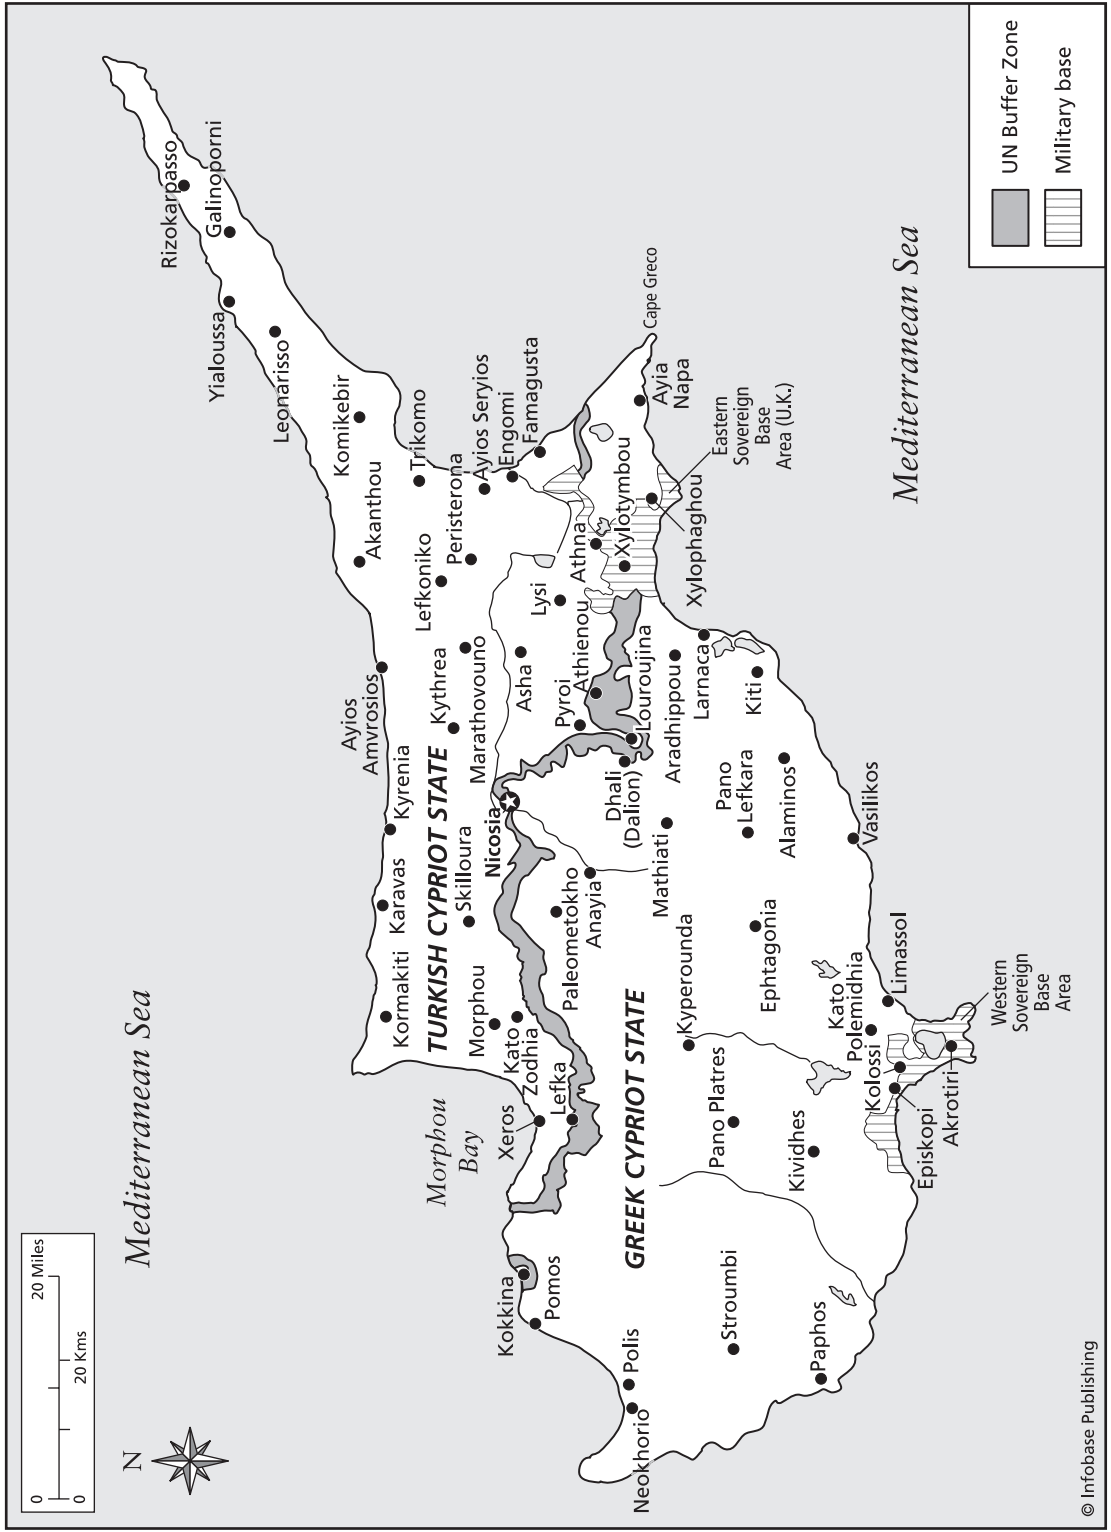 0
20 Miles
0
20 Kms
N
Mediterranean Sea
Rizokarpasso
Galinoporni
Yialoussa
Leonarisso
Komikebir
Akanthou
Trikomo
Ayios
Amvrosios
Lefkoniko
Peristerona
Ayios Seryios
Engomi
Famagusta
Kormakiti
Karavas
Kyrenia
TURKISH CYPRIOT STATE
Kythrea
Marathovouno
Morphou
Bay
Morphou
Skilloura
Nicosia
Asha
Lysi
Kato
Zodhia
Xeros
Lefka
Kokkina
Pomos
Paleometokho
Anayia
Pyroi
Athienou
Athna
Xylotymbou
Cape Greco
Ayia
Napa
Eastern
Sovereign
Base
Area (U.K.)
Xylophaghou
Dhali
(Dalion)
Louroujina
GREEK CYPRIOT STATE
Polis
Neokhorio
Mathiati
Aradhippou
Larnaca
Kiti
Kyperounda
Pano Platres
Pano
Lefkara
Stroumbi
Ephtagonia
Alaminos
Kividhes
Paphos
Kato
Polemidhia
Vasilikos
Kolossi
Limassol
Episkopi
Akrotiri
Western
Sovereign
Base
Area
Mediterranean Sea
UN Buffer Zone
Military base
© Infobase Publishing